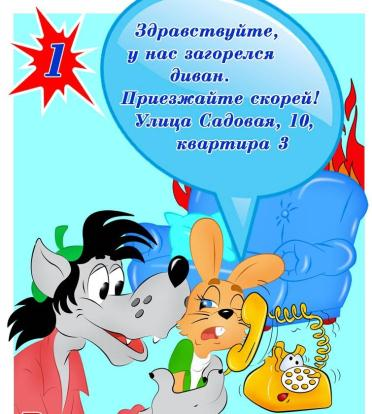 1
Здравствуйте,
у нас загорелся
диван.
Приезжайте скорей!
Улица Садовая, 10,
квартира 3